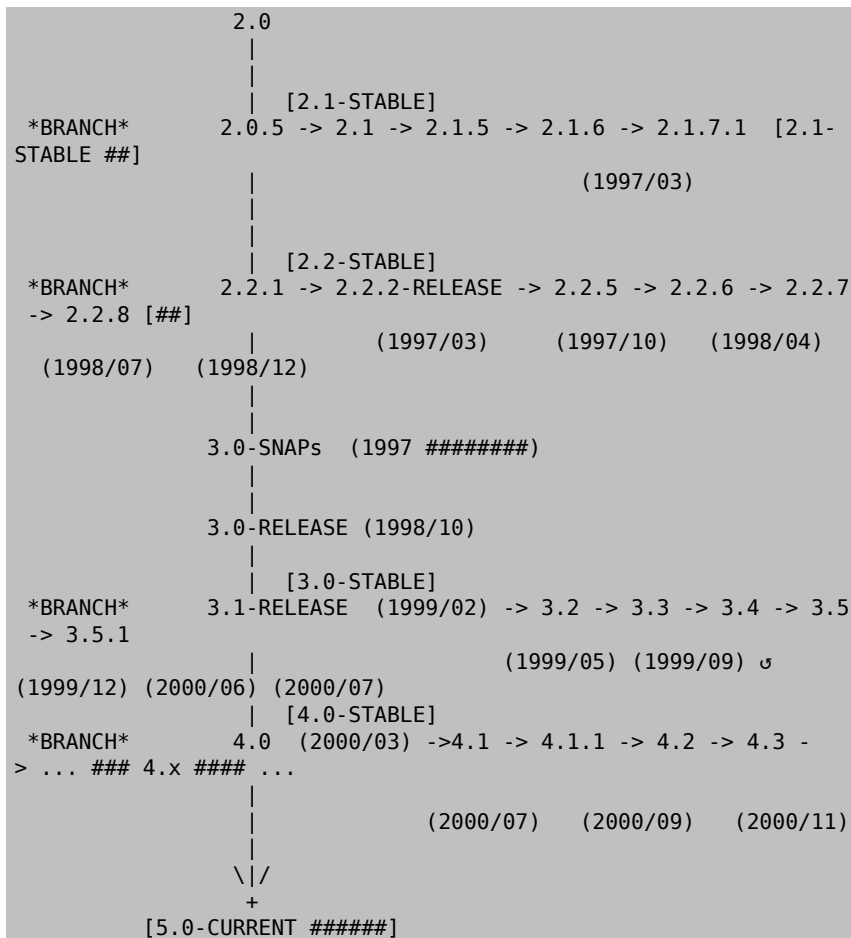 2.0
|
|
| [2.1-STABLE]
*BRANCH* 2.0.5 -> 2.1 -> 2.1.5 -> 2.1.6 -> 2.1.7.1 [2.1-
STABLE ##]
| (1997/03)
|
|
| [2.2-STABLE]
*BRANCH* 2.2.1 -> 2.2.2-RELEASE -> 2.2.5 -> 2.2.6 -> 2.2.7
-> 2.2.8 [##]
| (1997/03) (1997/10) (1998/04)
(1998/07) (1998/12)
|
|
3.0-SNAPs (1997 ########)
|
|
3.0-RELEASE (1998/10)
|
| [3.0-STABLE]
*BRANCH* 3.1-RELEASE (1999/02) -> 3.2 -> 3.3 -> 3.4 -> 3.5
-> 3.5.1
| (1999/05) (1999/09) ↺
(1999/12) (2000/06) (2000/07)
| [4.0-STABLE]
*BRANCH* 4.0 (2000/03) ->4.1 -> 4.1.1 -> 4.2 -> 4.3 -
> ... ### 4.x #### ...
|
| (2000/07) (2000/09) (2000/11)
|
\|/
+
[5.0-CURRENT ######]